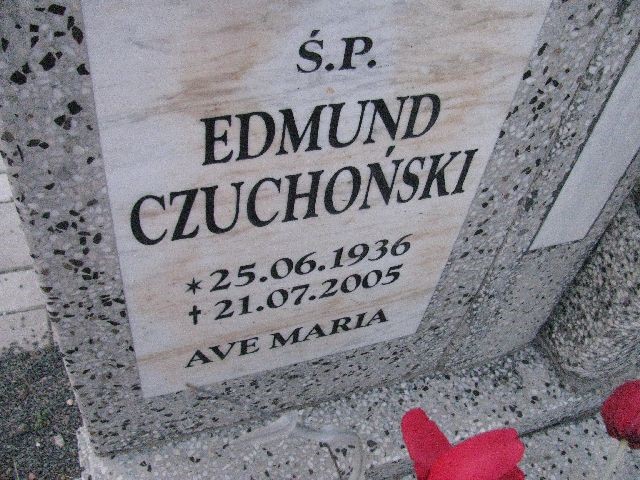 Ś.P.
EDMUND
CZUCHOŃSKI
* 25.06.1936
✝ 21.07.2005
AVE MARIA